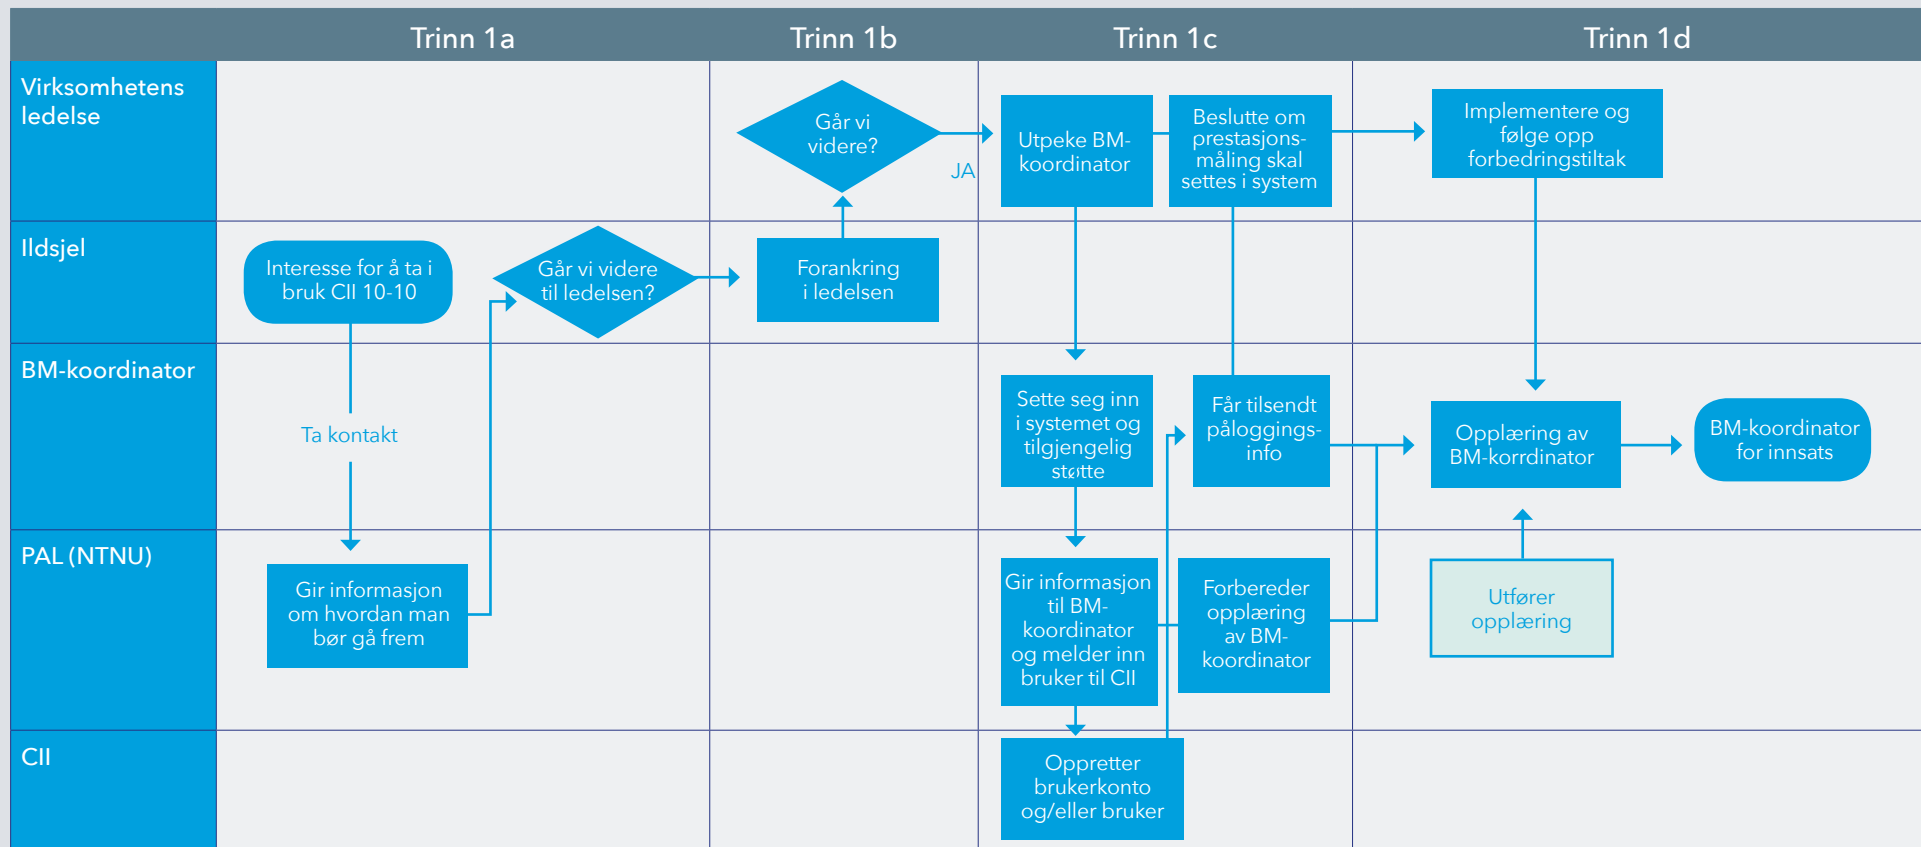 Trinn 1a
Trinn 1b
Trinn 1c
Trinn 1d
Virksomhetens
ledelse
Går vi
videre?
JA
Utpeke BM-
koordinator
Beslutte om
prestasjons-
måling skal
settes i system
Implementere og
følge opp
forbedringstiltak
Ildsjel
Interesse for å ta i
bruk CII 10-10
Går vi videre
til ledelsen?
Forankring
i ledelsen
BM-koordinator
Ta kontakt
Sette seg inn
i systemet og
tilgjengelig
støtte
Får tilsendt
påloggings-
info
Opplæring av
BM-korrdinator
BM-koordinator
for innsats
PAL (NTNU)
Gir informasjon
om hvordan man
bør gå frem
Gir informasjon
til BM-
koordinator
og melder inn
bruker til CII
Forbereder
opplæring
av BM-
koordinator
Utfører
opplæring
CII
Oppretter
brukerkonto
og/eller bruker